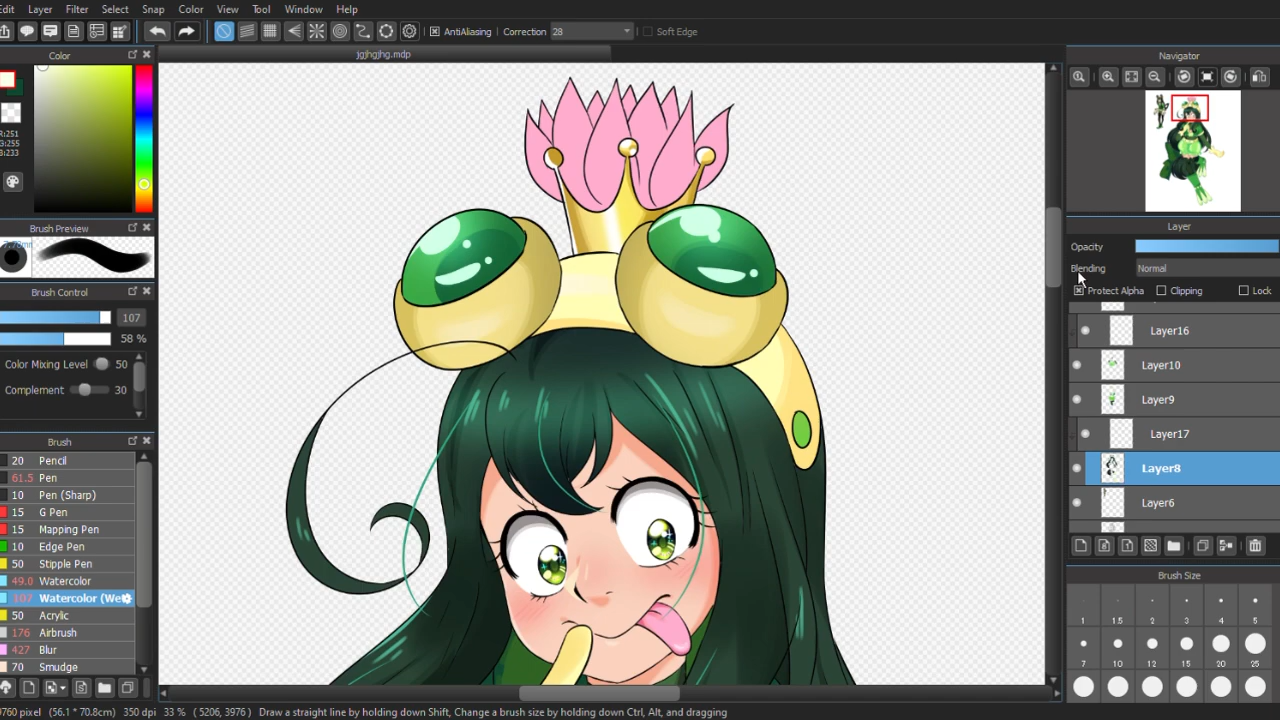 Edit Layer Filter Select Snap Color View Tool Window Help
AntiAliasing Correction 28 Soft Edge
Color
jgjhgjhg.mdp
R:251
G:255
B:233
Brush Preview
Brush Control
107
58 %
Color Mixing Level 50
Complement 30
Brush
20 Pencil
61.5 Pen
10 Pen (Sharp)
15 G Pen
15 Mapping Pen
10 Edge Pen
50 Stipple Pen
49.0 Watercolor
107 Watercolor (We
50 Acrylic
176 Airbrush
427 Blur
70 Smudge
Navigator
Layer
Opacity
Blending Normal
Protect Alpha Clipping Lock
Layer16
Layer10
Layer9
Layer17
Layer8
Layer6
Brush Size
1 1.5 2 3 4 5
7 10 12 15 20 25
9760 pixel (56.1 * 70.8cm) 350 dpi 33 % ( 5206, 3976 ) Draw a straight line by holding down Shift, Change a brush size by holding down Ctrl, Alt, and dragging